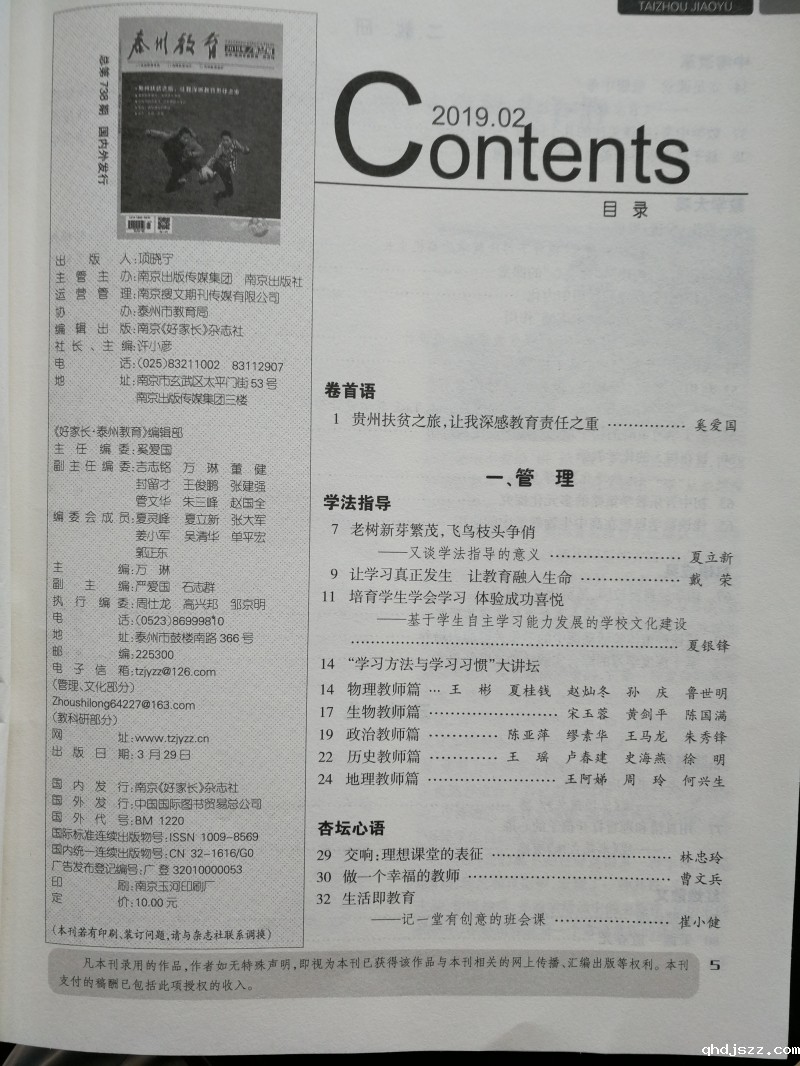 TAIZHOU JIAOYU
泰州教育
总第738期 国内外发行
Contents
2019.02
目 录
出版人:项晓宁
主管主办:南京出版传媒集团 南京出版社
运营管理:南京搜文期刊传媒有限公司
协办:泰州市教育局
编辑出版:南京《好家长》杂志社
社长、主编:许小彦
电话:(025)83211002 83112907
地址:南京市玄武区太平门街53号
南京出版传媒集团三楼
《好家长·泰州教育》编辑部
主任编委:奚爱国
副主任编委:吉志铭 万琳 董健
封留才 王俊鹏 张建强
管文华 朱三峰 赵国全
编委会成员:夏灵峰 夏立新 张大军
姜小军 吴清华 单平宏
郭正东
主编:万琳
副主编:严爱国 石志群
执行编委:周仕龙 高兴邦 邹京明
电话:(0523)86999810
地址:泰州市鼓楼南路366号
邮编:225300
电子信箱:tzjyzz@126.com
(管理、文化部分)
Zhoushilong64227@163.com
(教科研部分)
网址:www.tzjyzz.cn
出版日期:3月29日
国内发行:南京《好家长》杂志社
国外发行:中国国际图书贸易总公司
国外代号:BM 1220
国际标准连续出版物号:ISSN 1009-8569
国内统一连续出版物号:CN 32-1616/G0
广告发布登记编号:广登32010000053
印刷:南京玉河印刷厂
定价:10.00元
(本刊若有印刷、装订问题,请与杂志社联系调换)
卷首语
1 贵州扶贫之旅,让我深感教育责任之重 …………… 奚爱国
一、管 理
学法指导
7 老树新芽繁茂,飞鸟枝头争俏
——又谈学法指导的意义 …………………… 夏立新
9 让学习真正发生 让教育融入生命 ……………… 戴 荣
11 培育学生学会学习 体验成功喜悦
——基于学生自主学习能力发展的学校文化建设
…………………………………………………… 夏银锋
14 “学习方法与学习习惯”大讲坛
14 物理教师篇 … 王 彬 夏桂钱 赵灿冬 孙 庆 鲁世明
17 生物教师篇 …………………… 宋玉蓉 黄剑平 陈国满
19 政治教师篇 ………… 陈亚萍 缪素华 王马龙 朱秀锋
22 历史教师篇 ………… 王 瑶 卢春建 史海燕 徐 明
24 地理教师篇 …………………… 王阿娣 周 玲 何兴生
杏坛心语
29 交响:理想课堂的表征 …………………………… 林忠玲
30 做一个幸福的教师 ………………………………… 曹文兵
32 生活即教育
——记一堂有创意的班会课 ………………… 崔小健
凡本刊录用的作品,作者如无特殊声明,即视为本刊已获得该作品与本刊相关的网上传播、汇编出版等权利。本刊
支付的稿酬已包括此项授权的收入。
5
qhdjszz.com